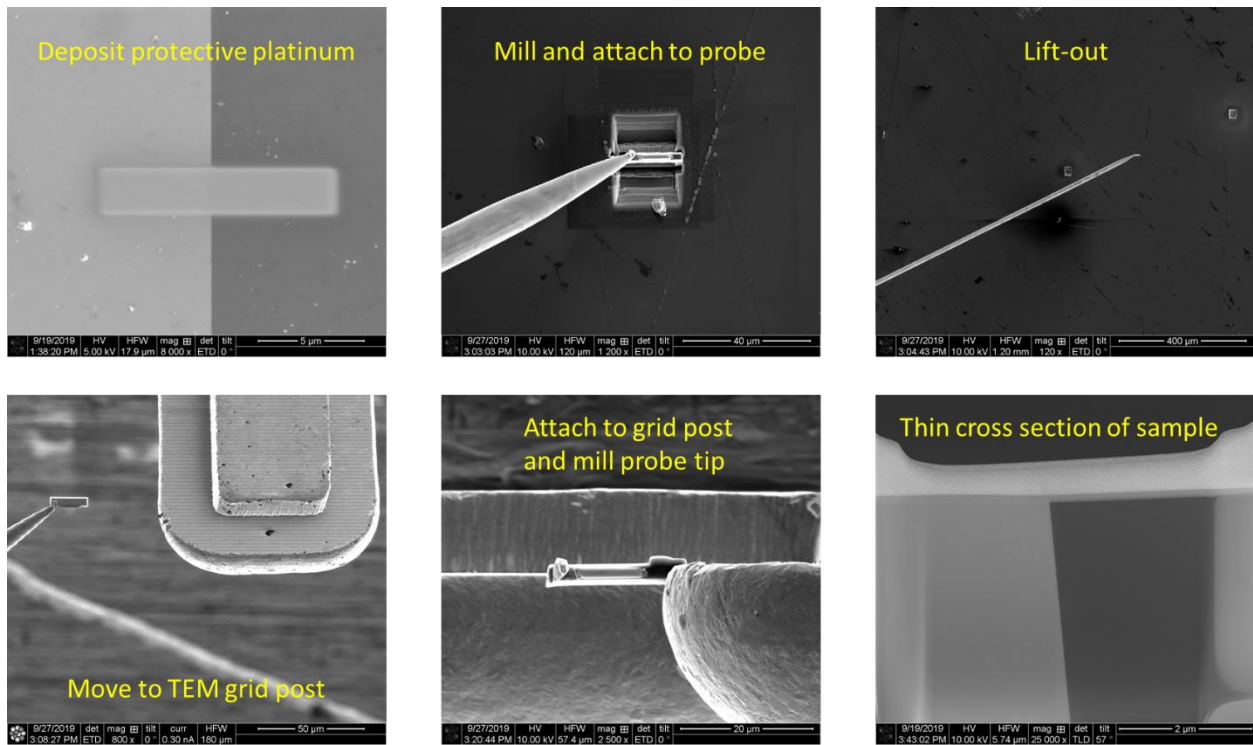 Deposit protective platinum
9/19/2019 HV HFW mag ⊞ det tilt
1:38:20 PM 5.00 kV 17.9 µm 8 000 x ETD 0 ° 5 µm
Mill and attach to probe
9/27/2019 HV HFW mag ⊞ det tilt
3:03:03 PM 10.00 kV 120 µm 1 200 x ETD 0 ° 40 µm
Lift-out
9/27/2019 HV HFW mag ⊞ det tilt
3:04:43 PM 10.00 kV 1.20 mm 120 x ETD 0 ° 400 µm
Move to TEM grid post
9/27/2019 det mag ⊞ tilt curr HFW
3:08:27 PM ETD 800 x 0 ° 0.30 nA 180 µm 50 µm
Attach to grid post
and mill probe tip
9/27/2019 HV HFW mag ⊞ det tilt
3:20:44 PM 10.00 kV 57.4 µm 2 500 x ETD 0 ° 20 µm
Thin cross section of sample
9/19/2019 HV HFW mag ⊞ det tilt
3:43:02 PM 10.00 kV 5.74 µm 25 000 x TLD 57 ° 2 µm